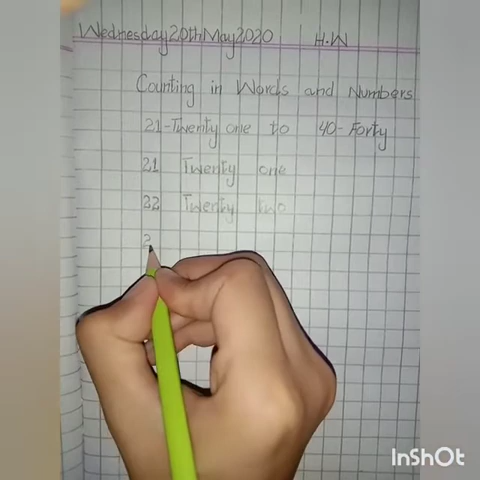 Wednesday 20th May 2020 H.W
Counting in Words and Numbers
21-Twenty one to 40-Forty
21 Twenty one
22 Twenty two
2
InShOt